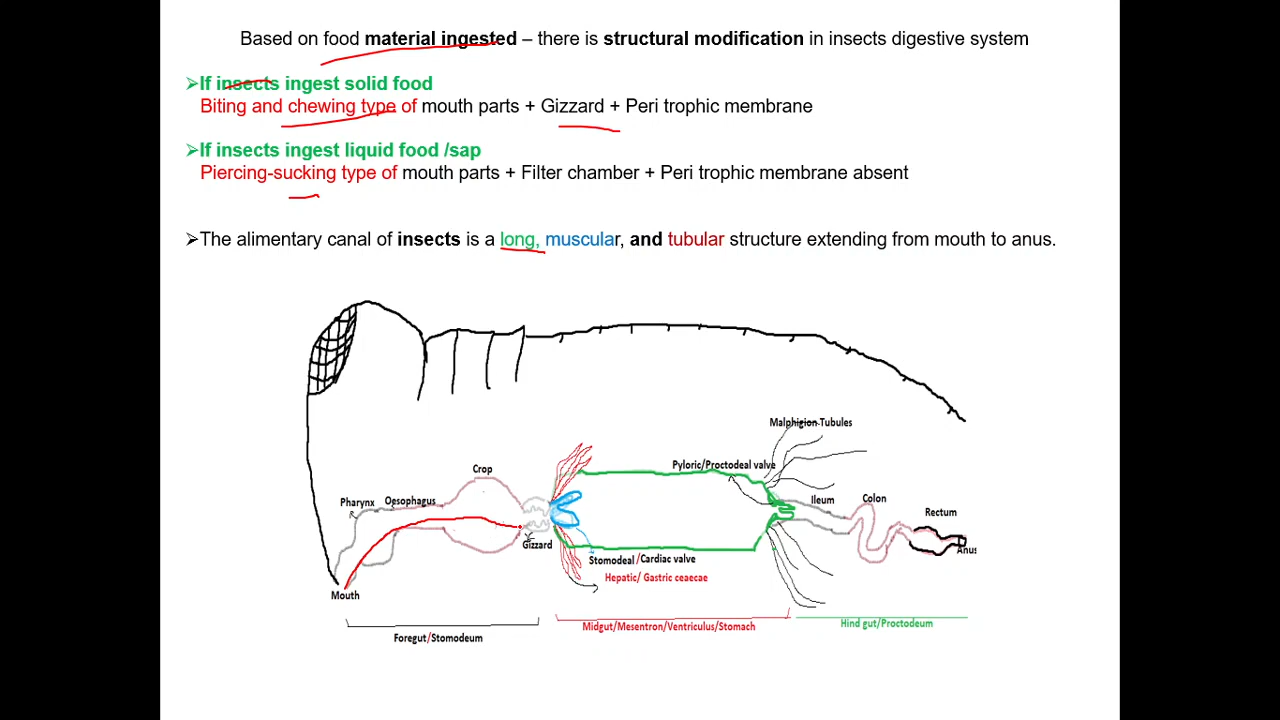 Based on food material ingested – there is structural modification in insects digestive system
➢If insects ingest solid food
Biting and chewing type of mouth parts + Gizzard + Peri trophic membrane
➢If insects ingest liquid food /sap
Piercing-sucking type of mouth parts + Filter chamber + Peri trophic membrane absent
➢The alimentary canal of insects is a long, muscular, and tubular structure extending from mouth to anus.
Malphigion Tubules
Crop
Pyloric/Proctodeal valve
Pharynx
Oesophagus
Ileum
Colon
Rectum
Gizzard
Anus
Stomodeal/Cardiac valve
Hepatic/ Gastric ceaecae
Mouth
Foregut/Stomodeum
Midgut/Mesentron/Ventriculus/Stomach
Hind gut/Proctodeum